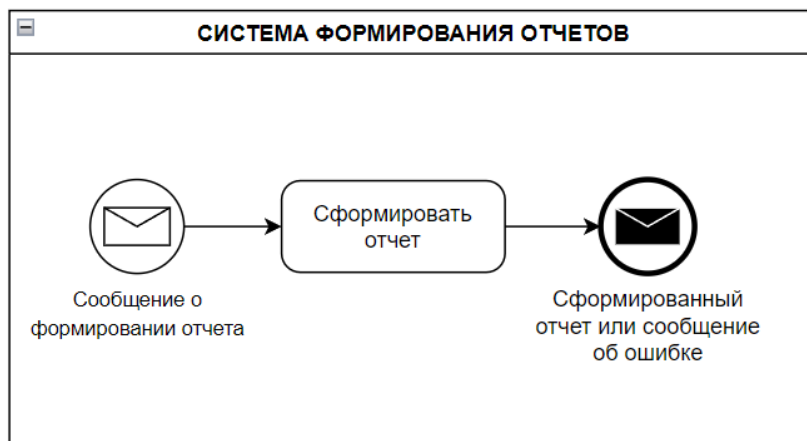 СИСТЕМА ФОРМИРОВАНИЯ ОТЧЕТОВ
Сформировать
отчет
Сообщение о
формировании отчета
Сформированный
отчет или сообщение
об ошибке